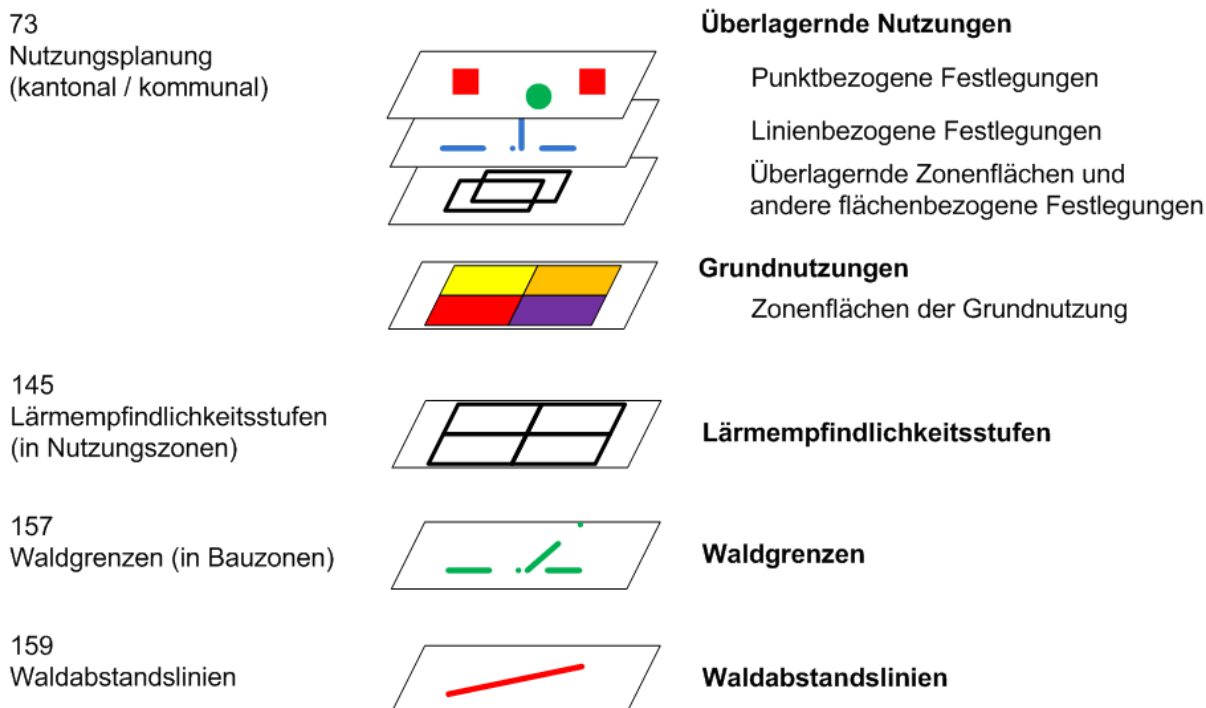 73
Nutzungsplanung
(kantonal / kommunal)
Überlagernde Nutzungen
Punktbezogene Festlegungen
Linienbezogene Festlegungen
Überlagernde Zonenflächen und
andere flächenbezogene Festlegungen
Grundnutzungen
Zonenflächen der Grundnutzung
145
Lärmempfindlichkeitsstufen
(in Nutzungszonen)
Lärmempfindlichkeitsstufen
157
Waldgrenzen (in Bauzonen)
Waldgrenzen
159
Waldabstandslinien
Waldabstandslinien